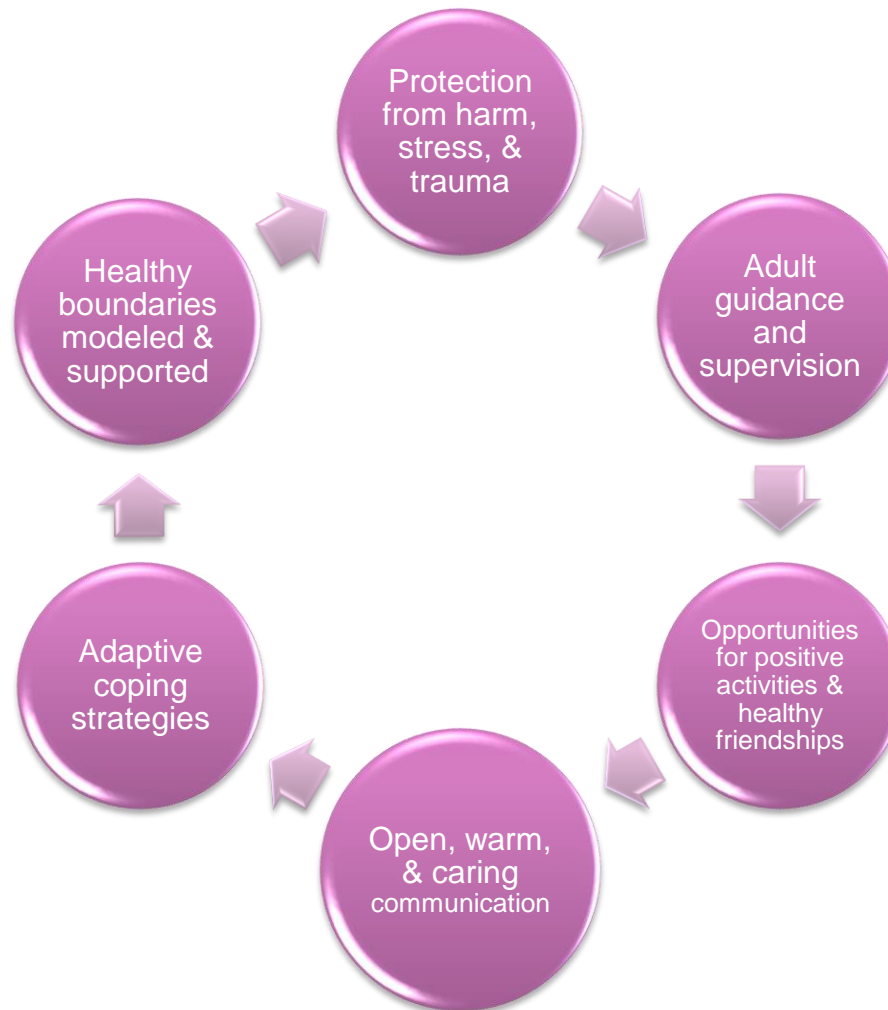 Protection
from harm,
stress, &
trauma
Adult
guidance
and
supervision
Opportunities
for positive
activities &
healthy
friendships
Open, warm,
& caring
communication
Adaptive
coping
strategies
Healthy
boundaries
modeled &
supported